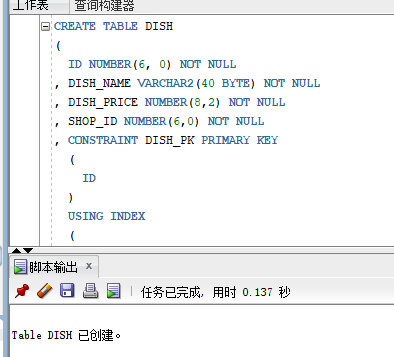 工作表 查询构建器
CREATE TABLE DISH
(
ID NUMBER(6, 0) NOT NULL
, DISH_NAME VARCHAR2(40 BYTE) NOT NULL
, DISH_PRICE NUMBER(8,2) NOT NULL
, SHOP_ID NUMBER(6,0) NOT NULL
, CONSTRAINT DISH_PK PRIMARY KEY
(
ID
)
USING INDEX
(
脚本输出 x
任务已完成, 用时 0.137 秒
Table DISH 已创建。